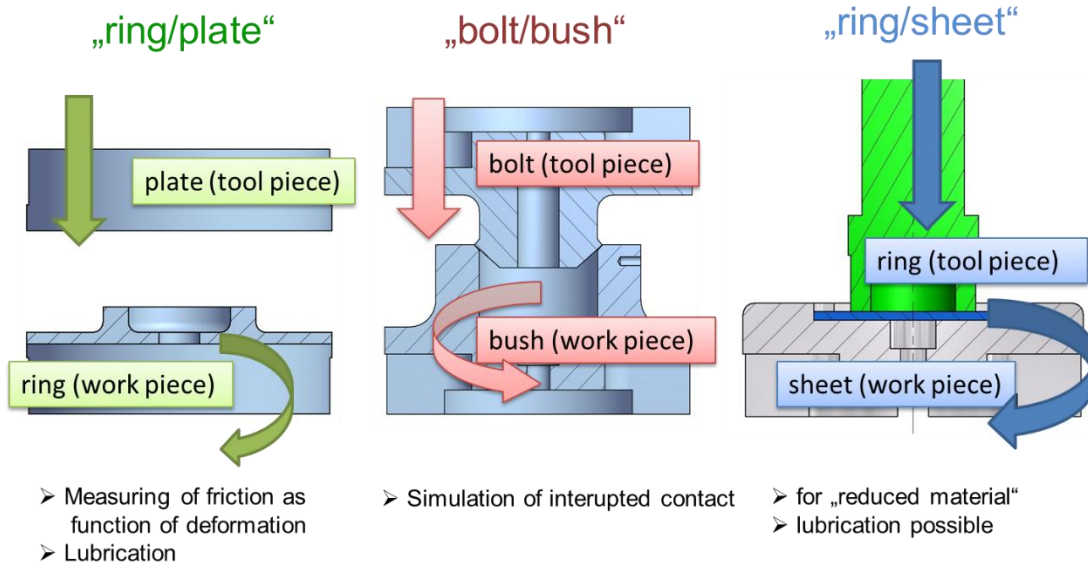 „ring/plate“
„bolt/bush“
„ring/sheet“
plate (tool piece)
ring (work piece)
bolt (tool piece)
bush (work piece)
ring (tool piece)
sheet (work piece)
➢ Measuring of friction as
function of deformation
➢ Lubrication
➢ Simulation of interupted contact
➢ for „reduced material“
➢ lubrication possible